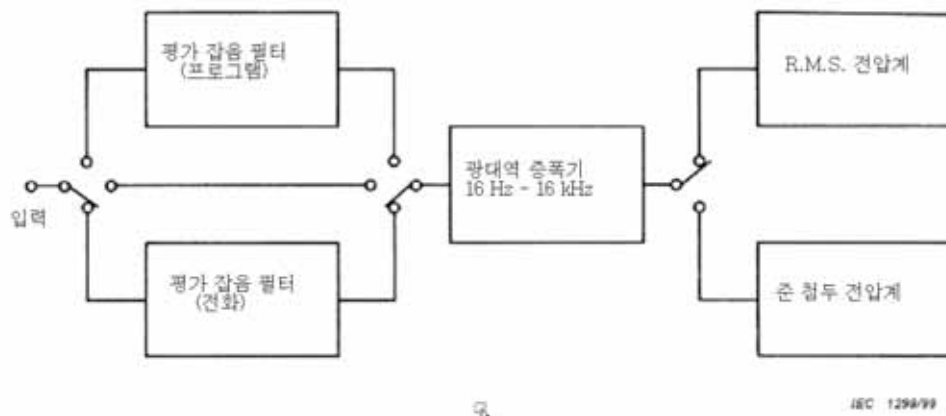 평가 잡음 필터
(프로그램)
R.M.S. 전압계
광대역 증폭기
16 Hz - 16 kHz
입력
평가 잡음 필터
(전화)
준 첨두 전압계
IEC 1299/99